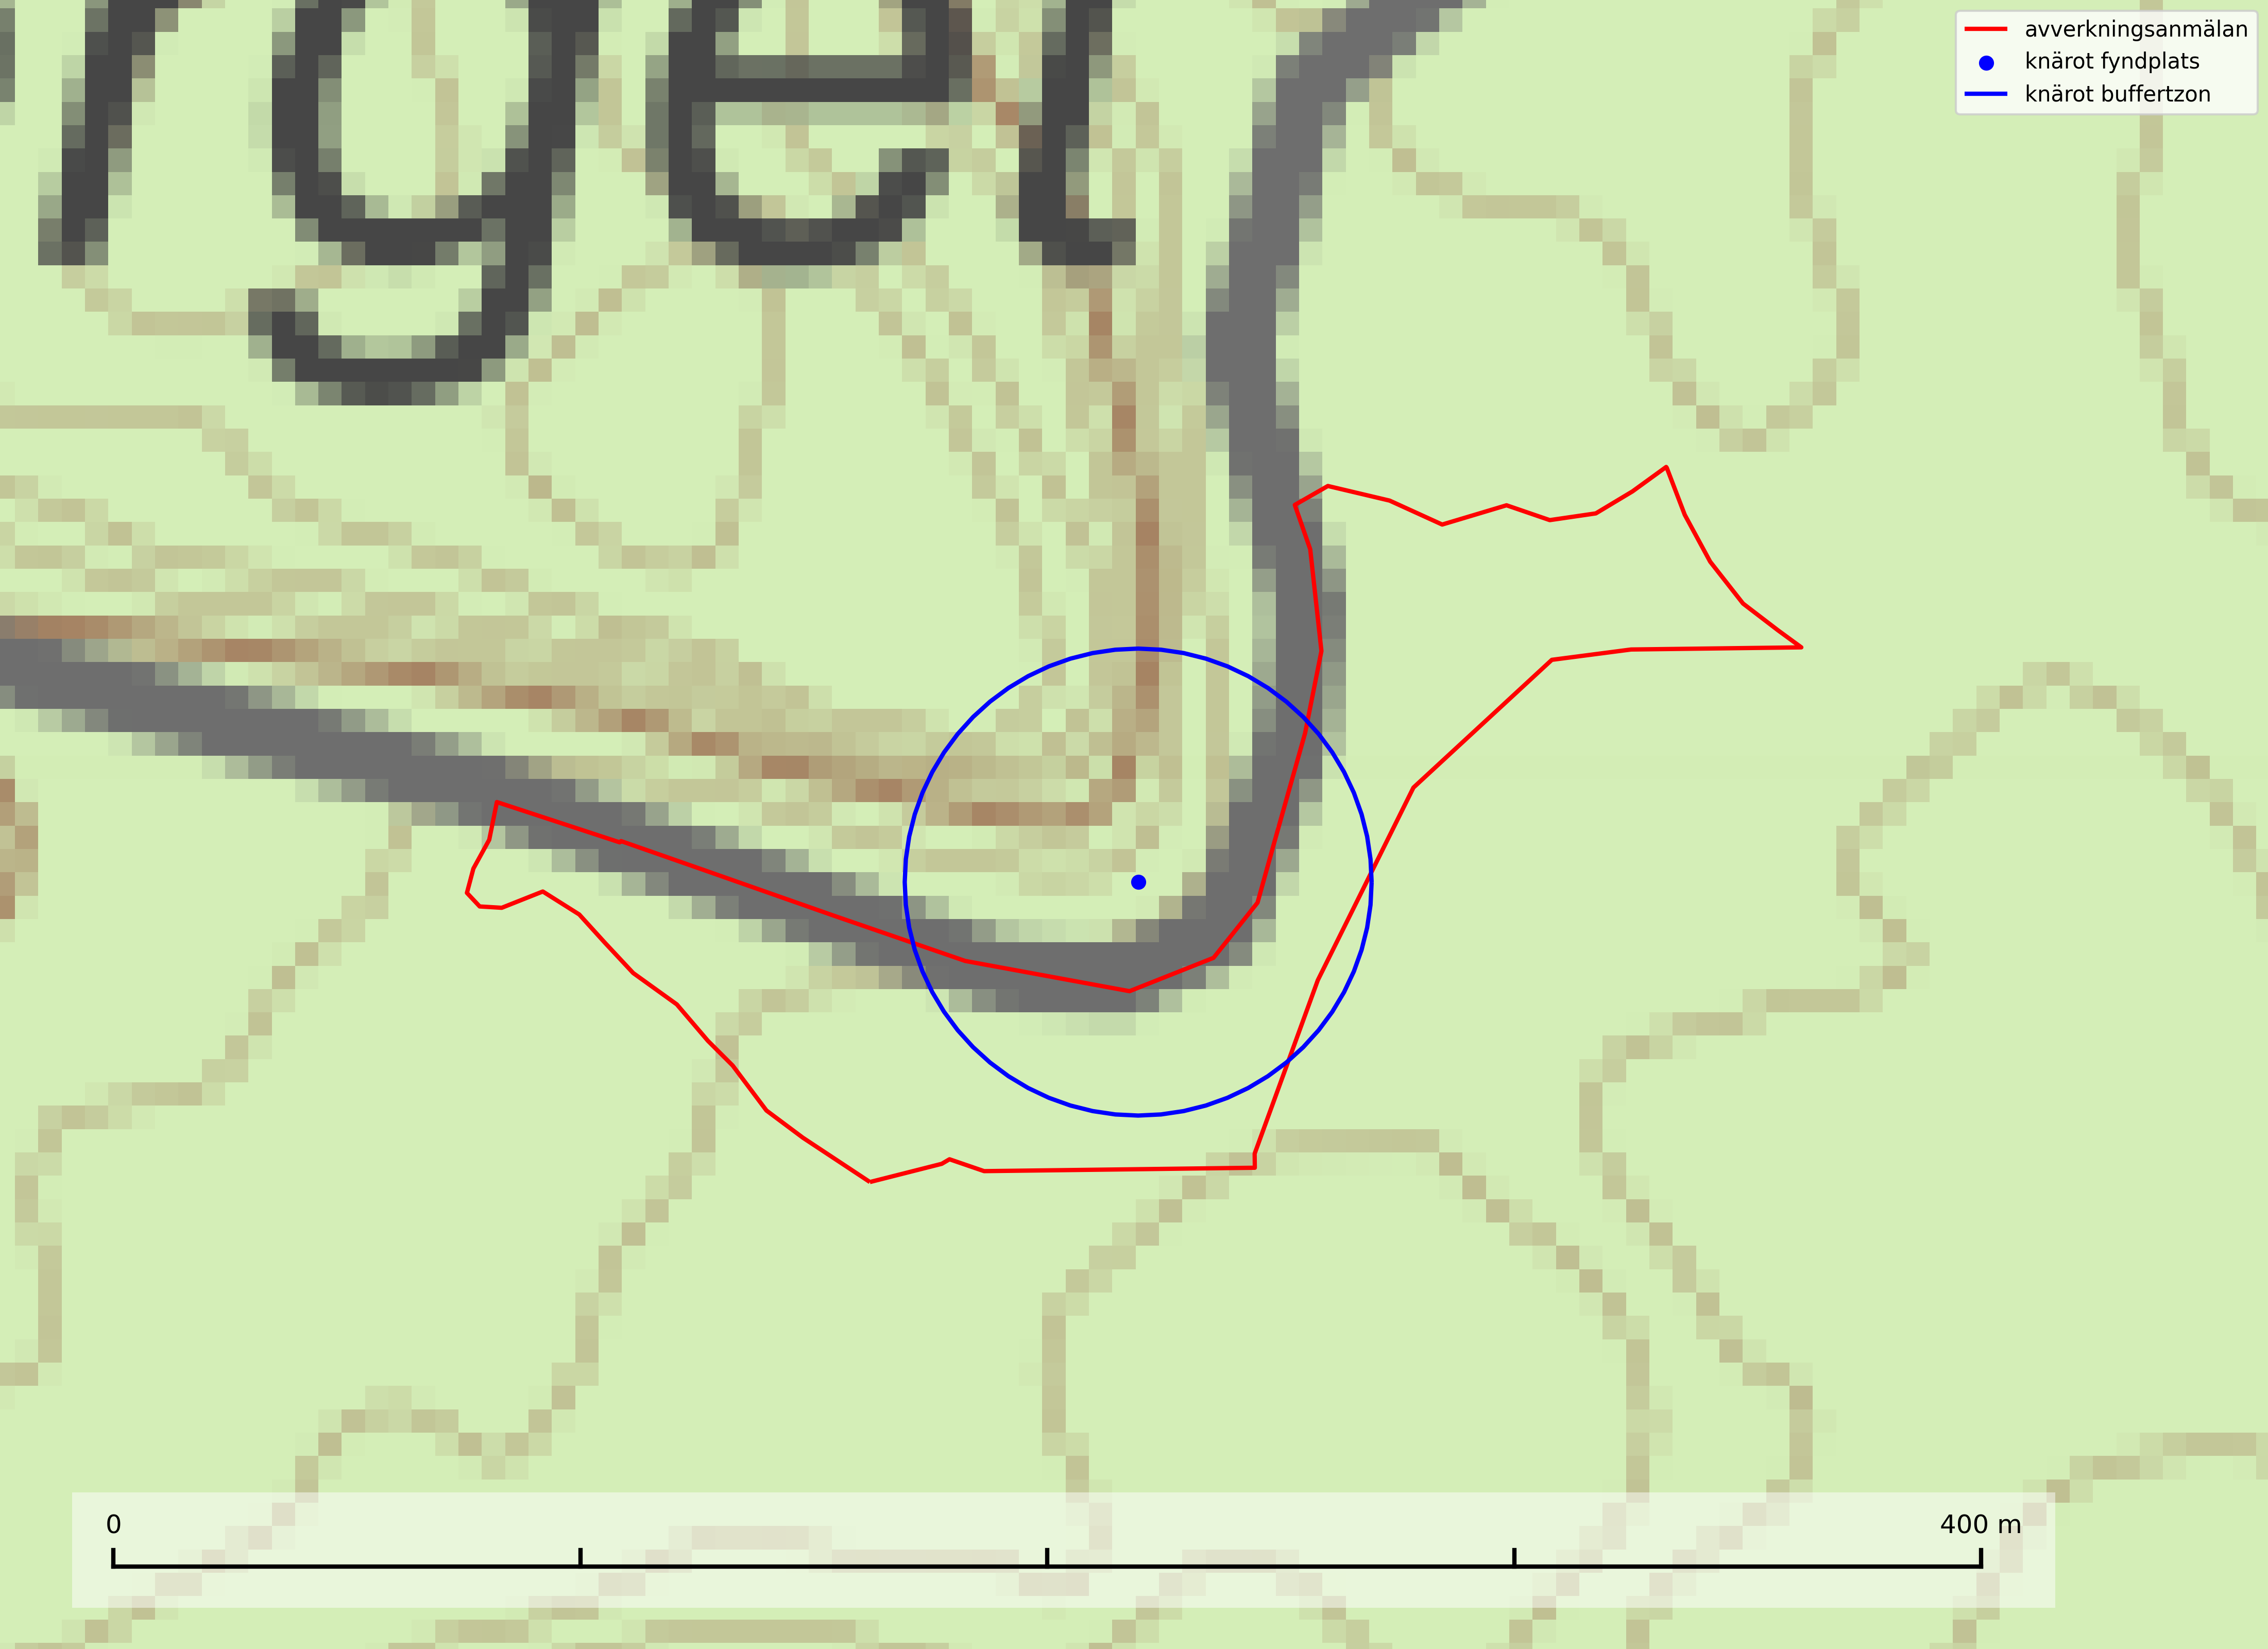 avverkningsanmälan
knärot fyndplats
knärot buffertzon
0
400 m